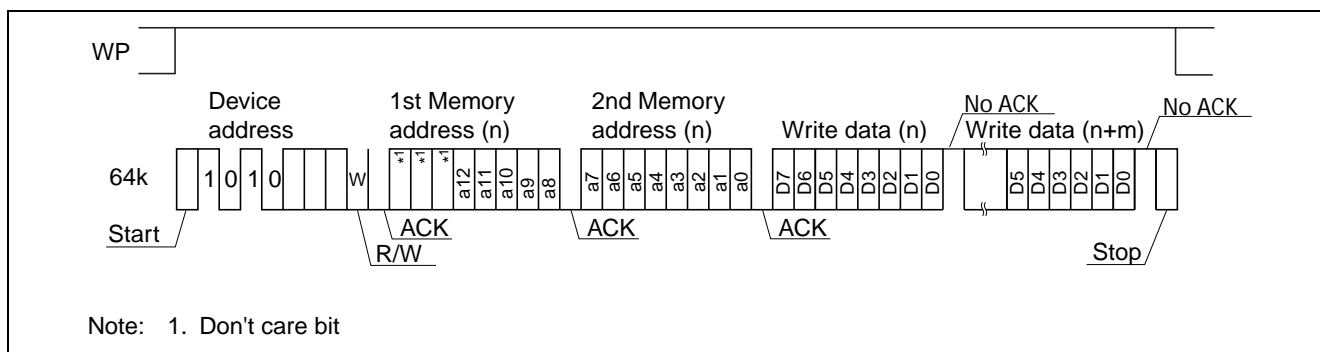 WP
Device address
1st Memory address (n)
2nd Memory address (n)
Write data (n)
No ACK
Write data (n+m)
No ACK
64k
1 0 1 0
W
*1 *1 *1 a12 a11 a10 a9 a8
a7 a6 a5 a4 a3 a2 a1 a0
D7 D6 D5 D4 D3 D2 D1 D0
D5 D4 D3 D2 D1 D0
Start
ACK
R/W
ACK
ACK
Stop
Note: 1. Don't care bit